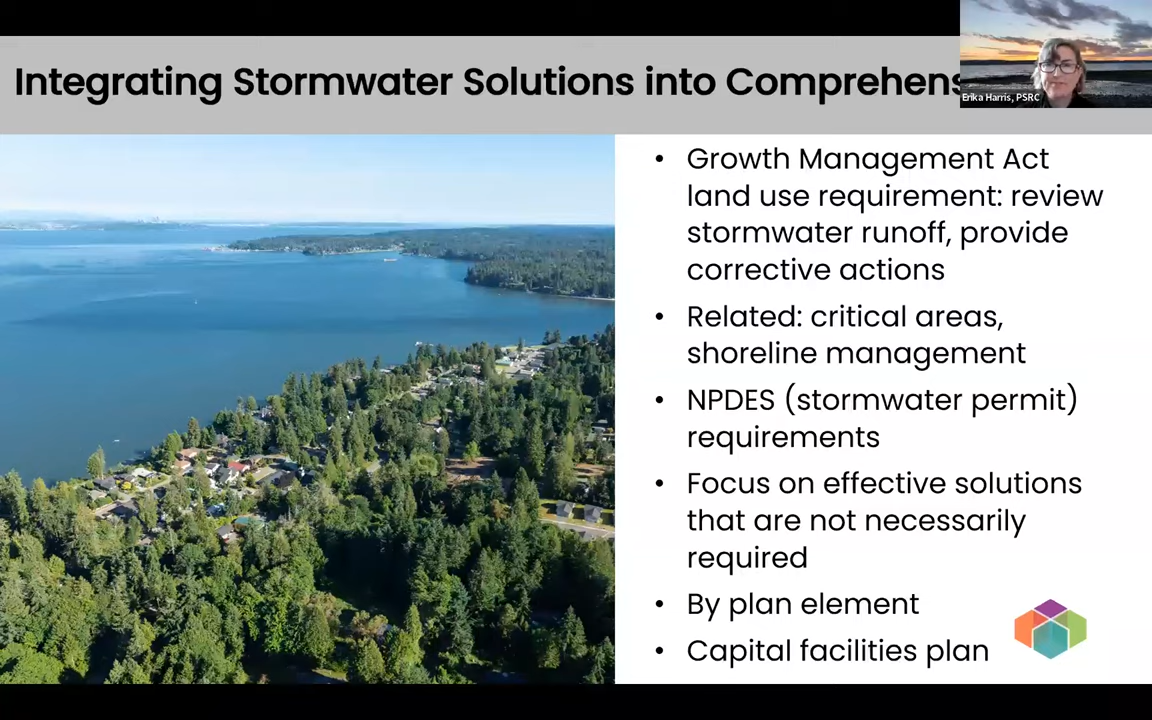 Integrating Stormwater Solutions into
Erika Harris, PSRC
• Growth Management Act
land use requirement: review
stormwater runoff, provide
corrective actions
• Related: critical areas,
shoreline management
• NPDES (stormwater permit)
requirements
• Focus on effective solutions
that are not necessarily
required
• By plan element
• Capital facilities plan